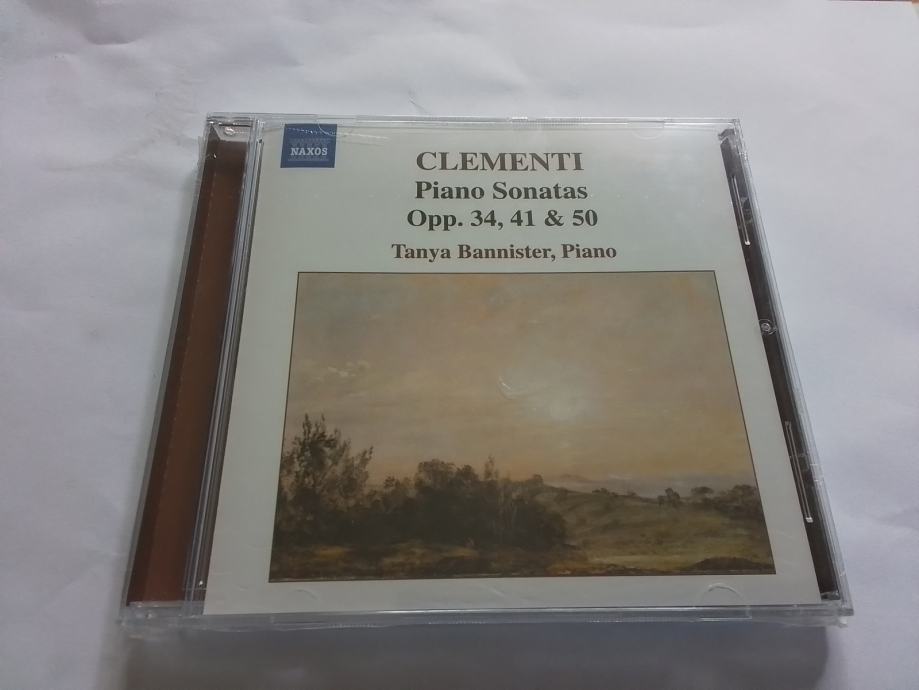 NAXOS
CLEMENTI
Piano Sonatas
Opp. 34, 41 & 50
Tanya Bannister, Piano